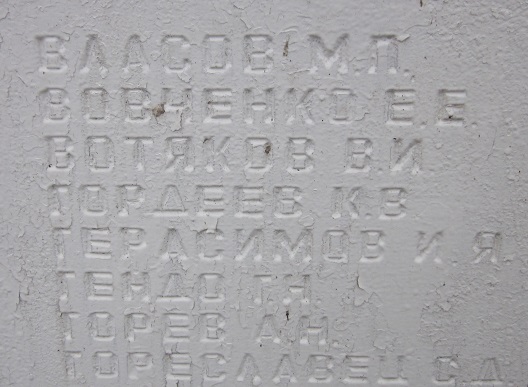 ВЛАСОВ М.П.
ВОВЧЕНКО Е.Е.
ВОТЯКОВ В.И.
ГОРДЕЕВ К.В
ГЕРАСИМОВ И.Я
ГЕНДО Г.Н.
ГОРЕВ А.Н.
ГОРЕСЛАВЕЦ С.Д.